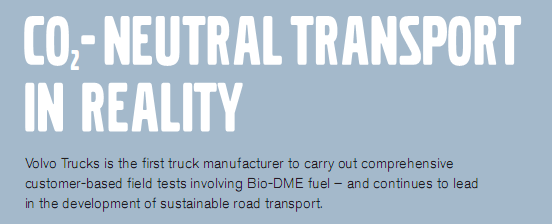 CO₂- NEUTRAL TRANSPORT
IN REALITY
Volvo Trucks is the first truck manufacturer to carry out comprehensive
customer-based field tests involving Bio-DME fuel – and continues to lead
in the development of sustainable road transport.